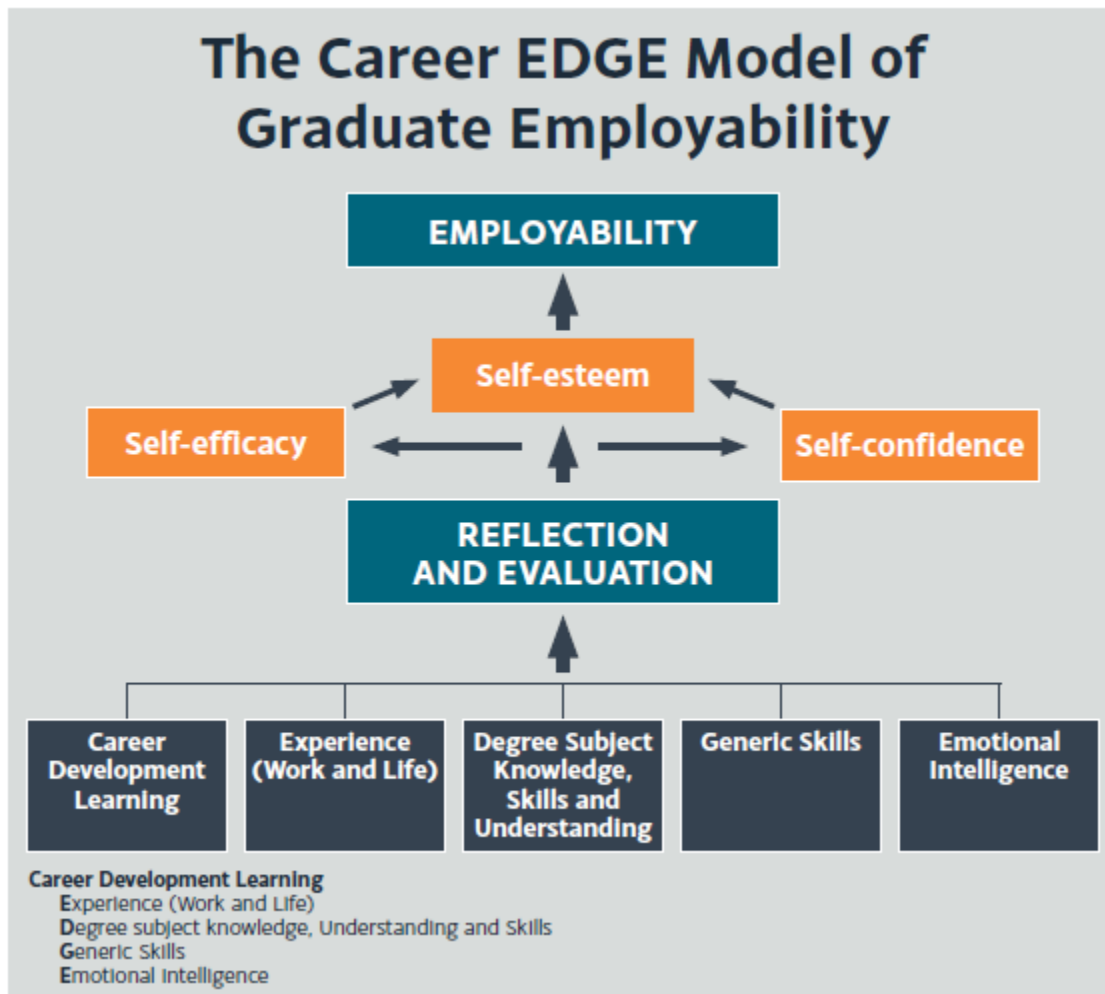 The Career EDGE Model of
Graduate Employability
EMPLOYABILITY
Self-esteem
Self-efficacy
Self-confidence
REFLECTION
AND EVALUATION
Career
Development
Learning
Experience
(Work and Life)
Degree Subject
Knowledge,
Skills and
Understanding
Generic Skills
Emotional
Intelligence
Career Development Learning
Experience (Work and Life)
Degree subject knowledge, Understanding and Skills
Generic Skills
Emotional Intelligence